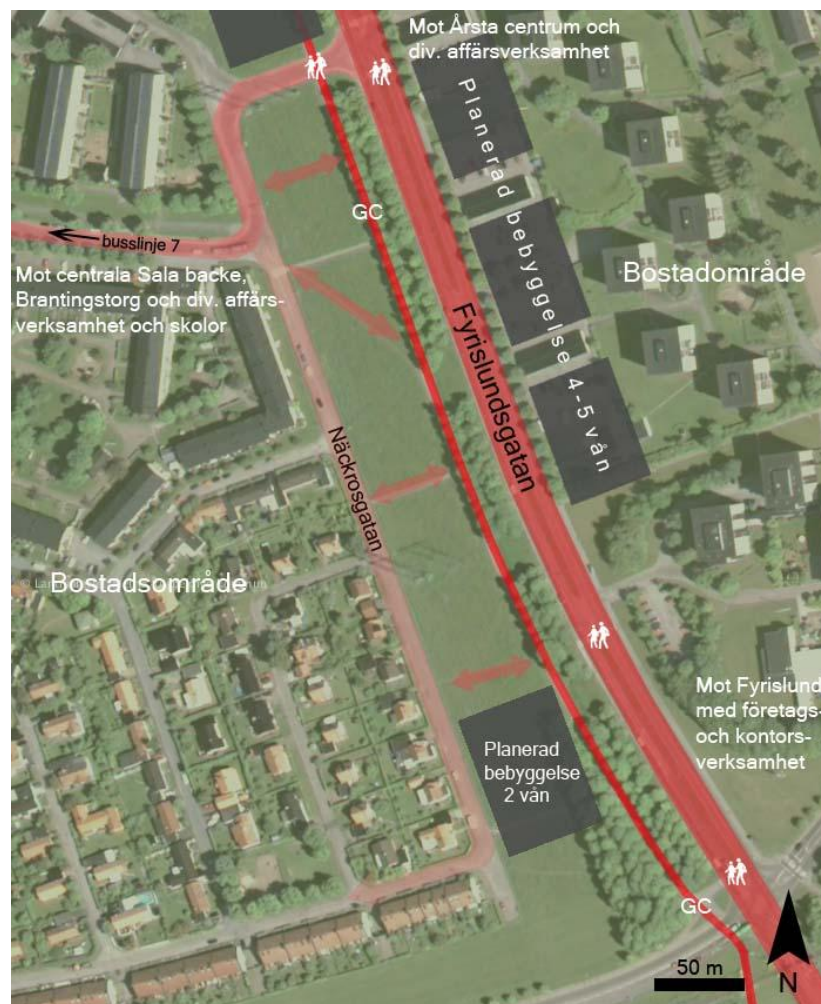 Mot Årsta centrum och
div. affärsverksamhet
Planerad bebyggelse 4-5 vån
GC
busslinje 7
Mot centrala Sala backe,
Brantingstorg och div. affärs-
verksamhet och skolor
Bostadområde
Fyrislundsgatan
Näckrosgatan
Bostadsområde
Mot Fyrislund
med företags-
och kontors-
verksamhet
Planerad
bebyggelse
2 vån
GC
50 m
N